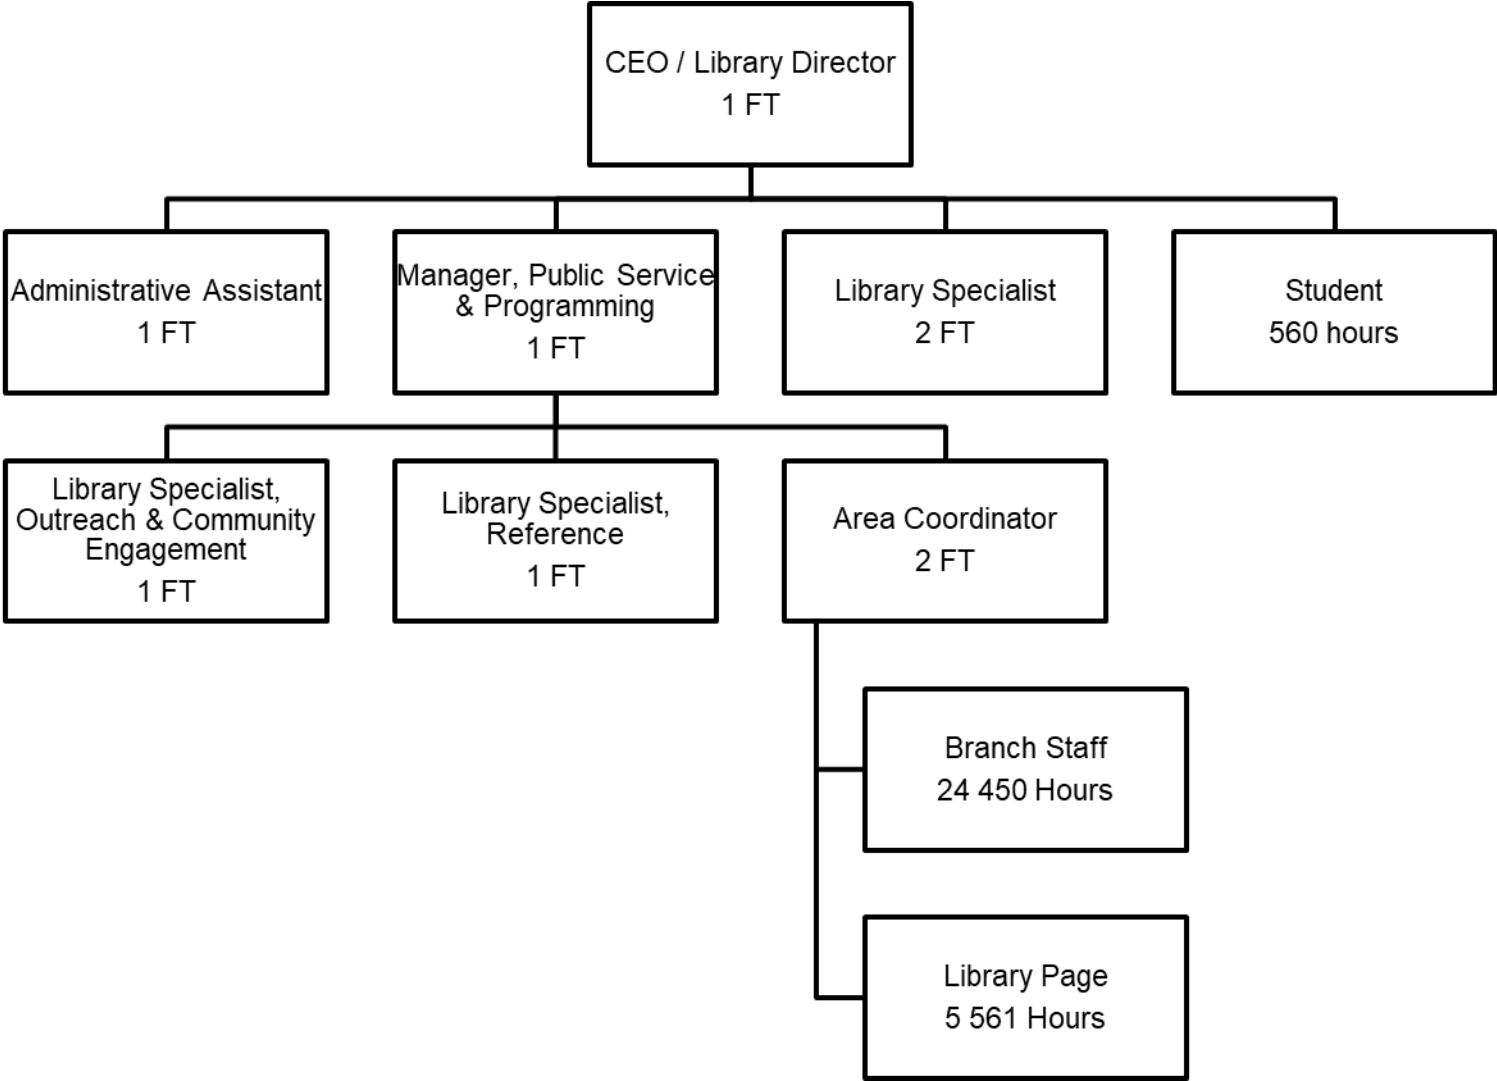 CEO / Library Director
1 FT
Administrative Assistant
1 FT
Manager, Public Service
& Programming
1 FT
Library Specialist
2 FT
Student
560 hours
Library Specialist,
Outreach & Community
Engagement
1 FT
Library Specialist,
Reference
1 FT
Area Coordinator
2 FT
Branch Staff
24 450 Hours
Library Page
5 561 Hours